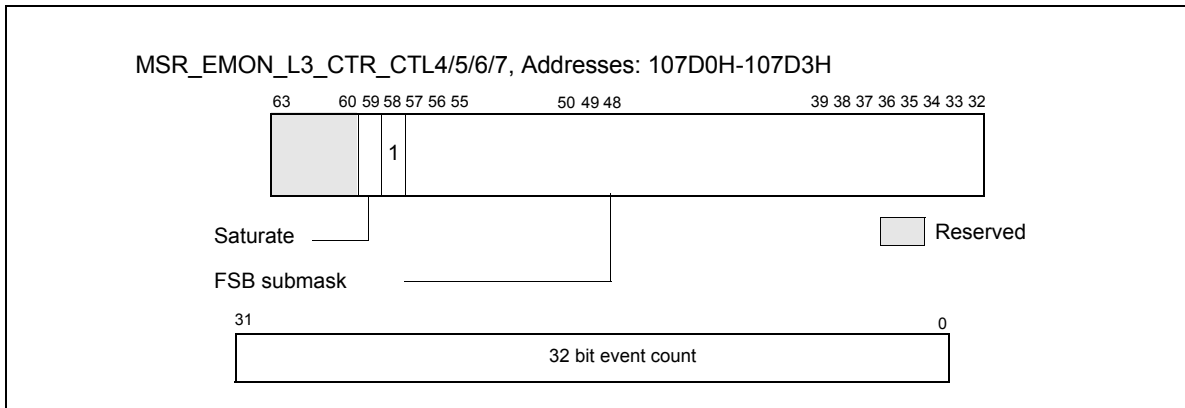 MSR_EMON_L3_CTR_CTL4/5/6/7, Addresses: 107D0H-107D3H
63 60 59 58 57 56 55 50 49 48 39 38 37 36 35 34 33 32
1
Saturate
Reserved
FSB submask
31 0
32 bit event count